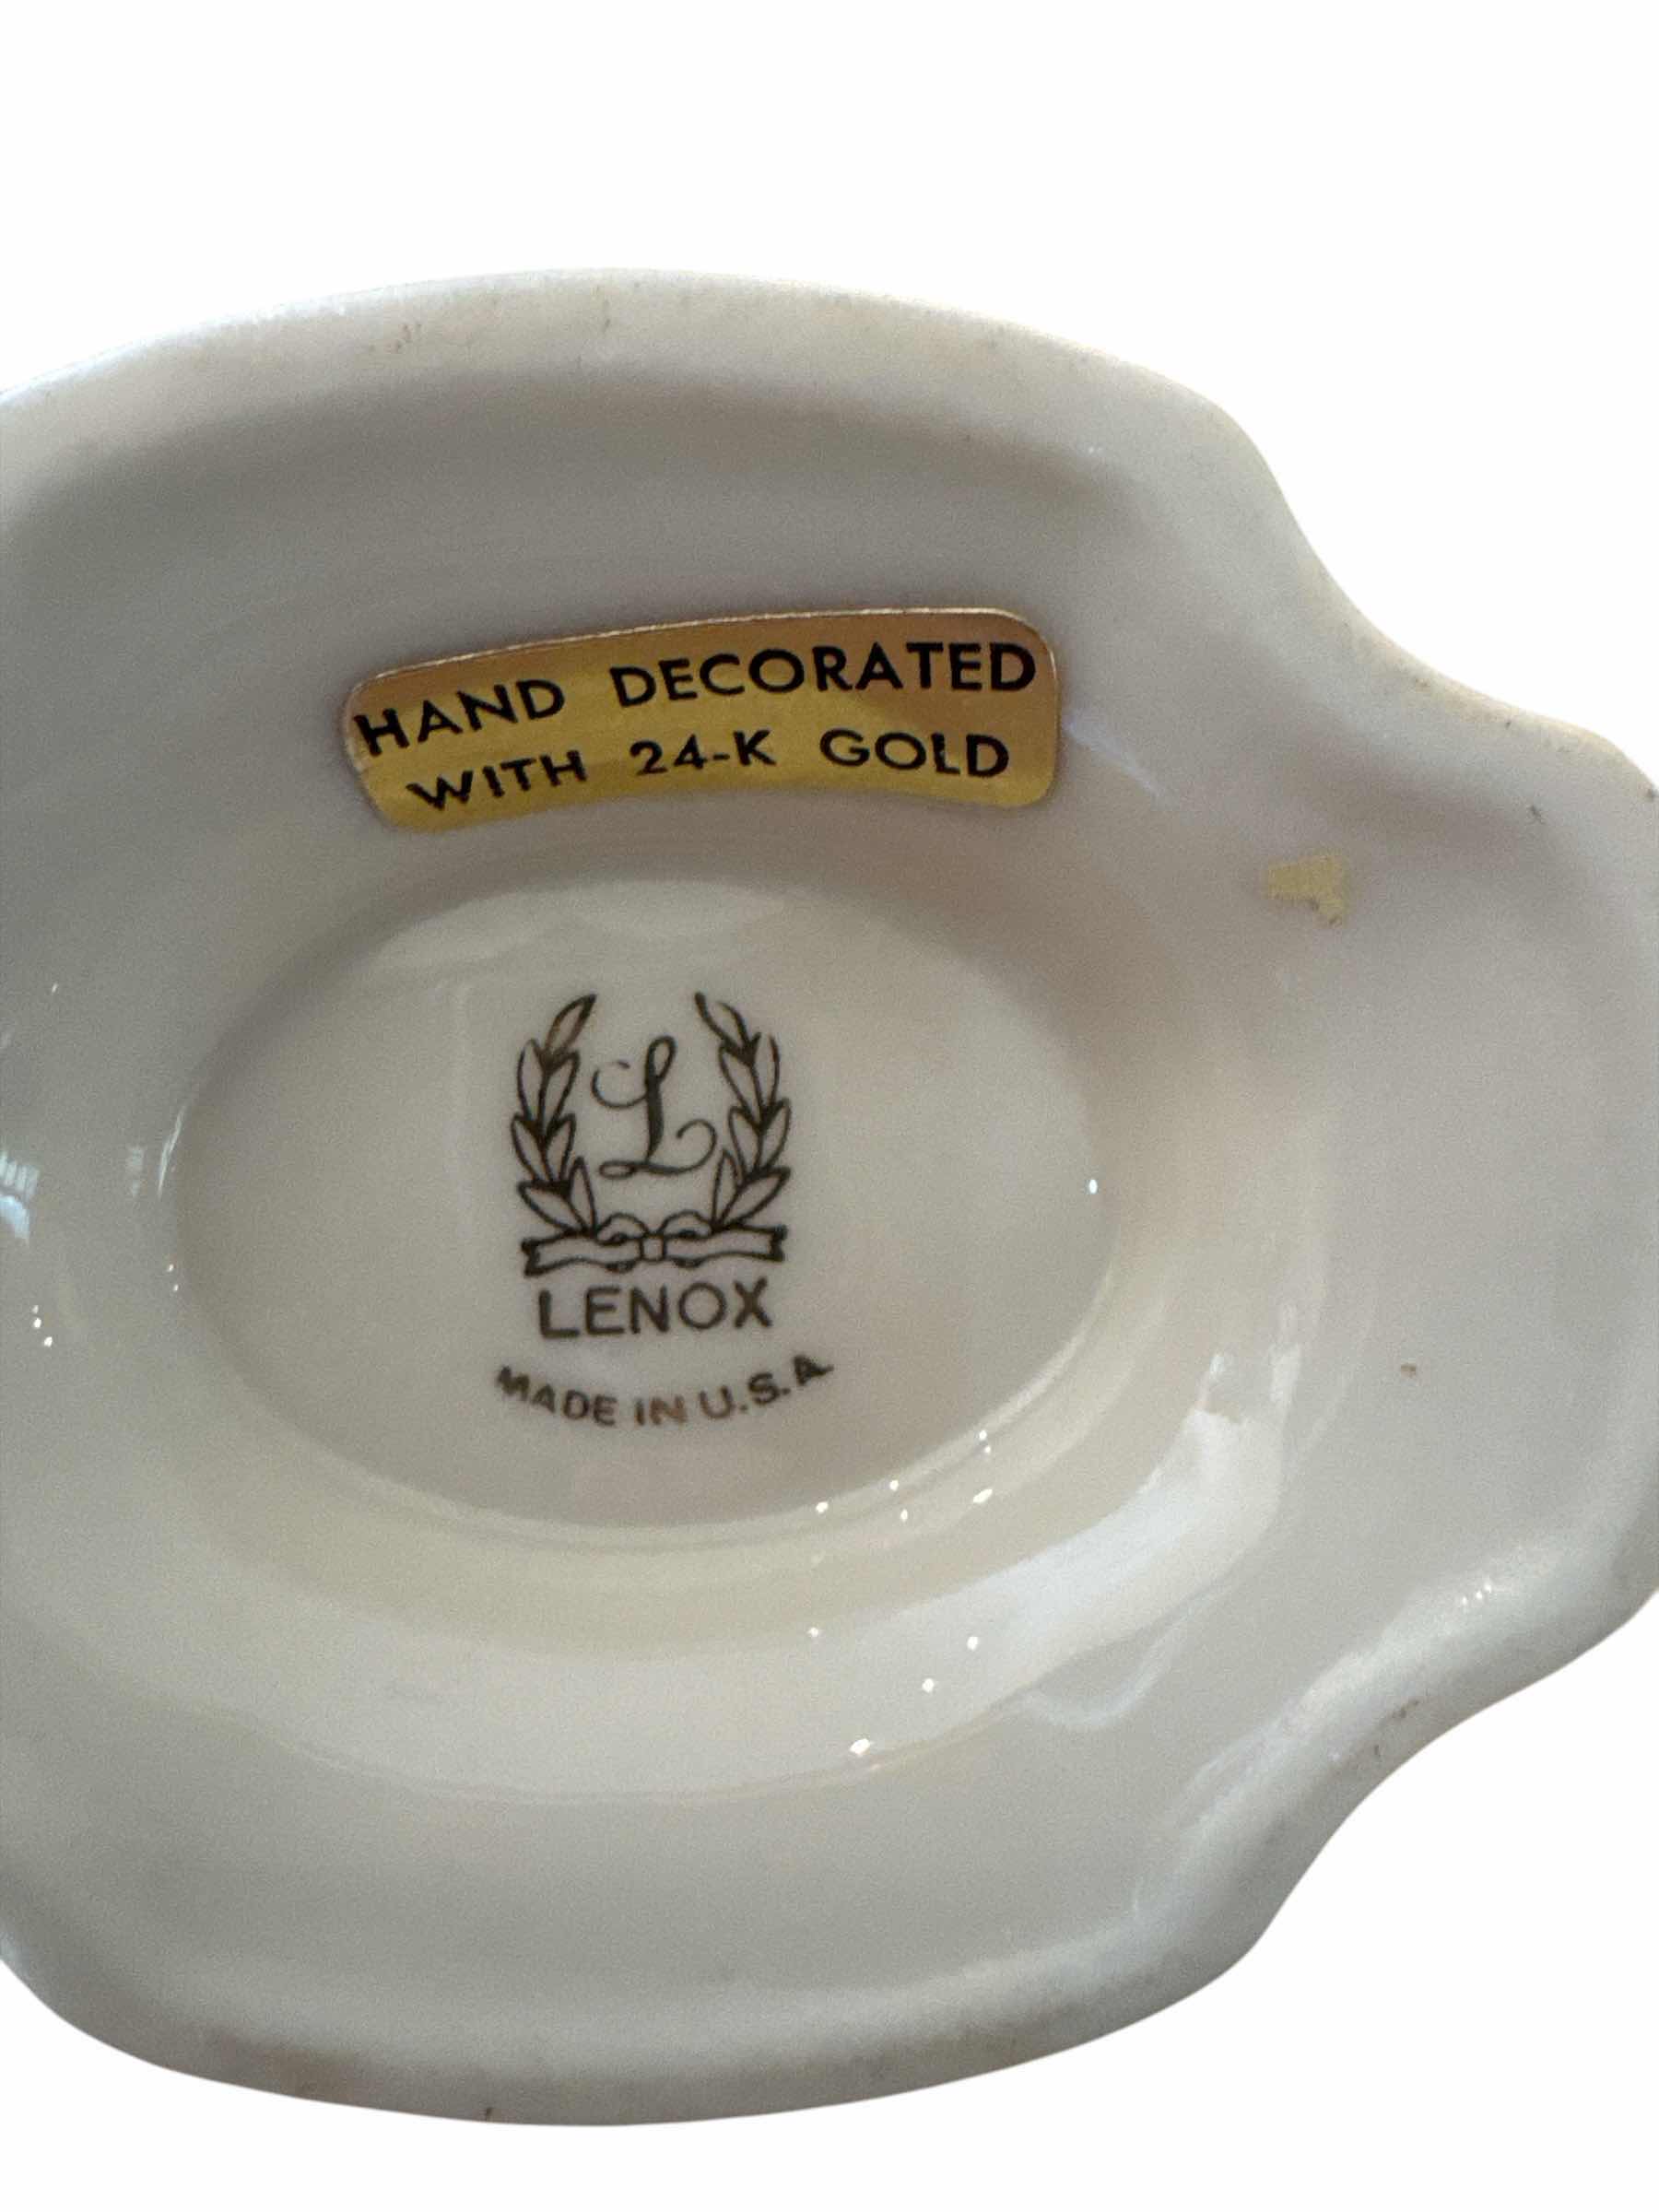 HAND DECORATED
WITH 24-K GOLD
L
LENOX
MADE IN U.S.A.